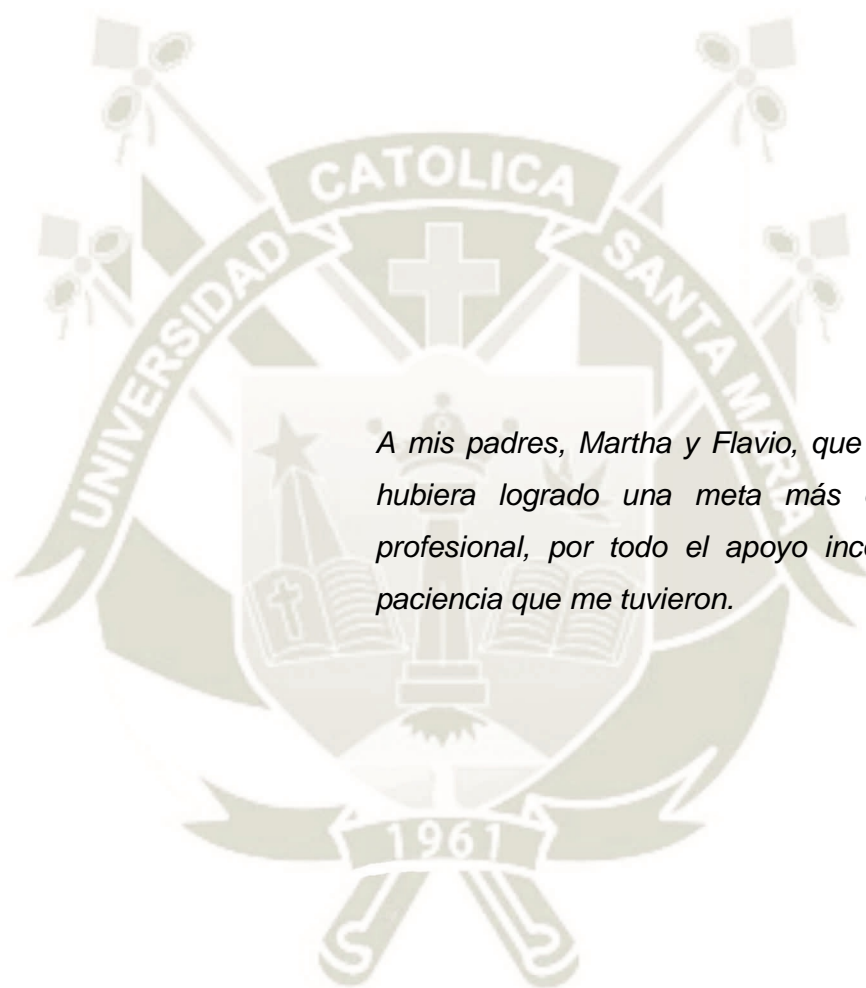 UNIVERSIDAD CATOLICA SANTA MARIA
A mis padres, Martha y Flavio, que
hubiera logrado una meta más
profesional, por todo el apoyo
paciencia que me tuvieron.
1961